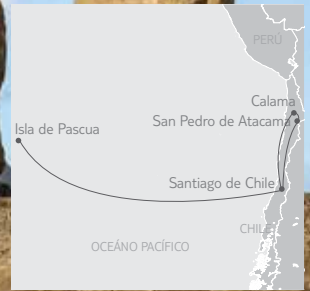 PERÚ
Calama
San Pedro de Atacama
Isla de Pascua
Santiago de Chile
CHILE
OCEÁNO PACÍFICO